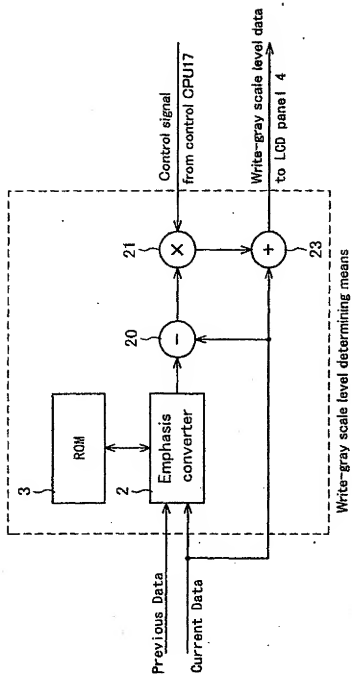 3
ROM
2
Emphasis
converter
20
−
21
×
+
23
Previous Data
Current Data
Control signal
from control CPU17
Write-gray scale level data
to LCD panel 4
Write-gray scale level determining means